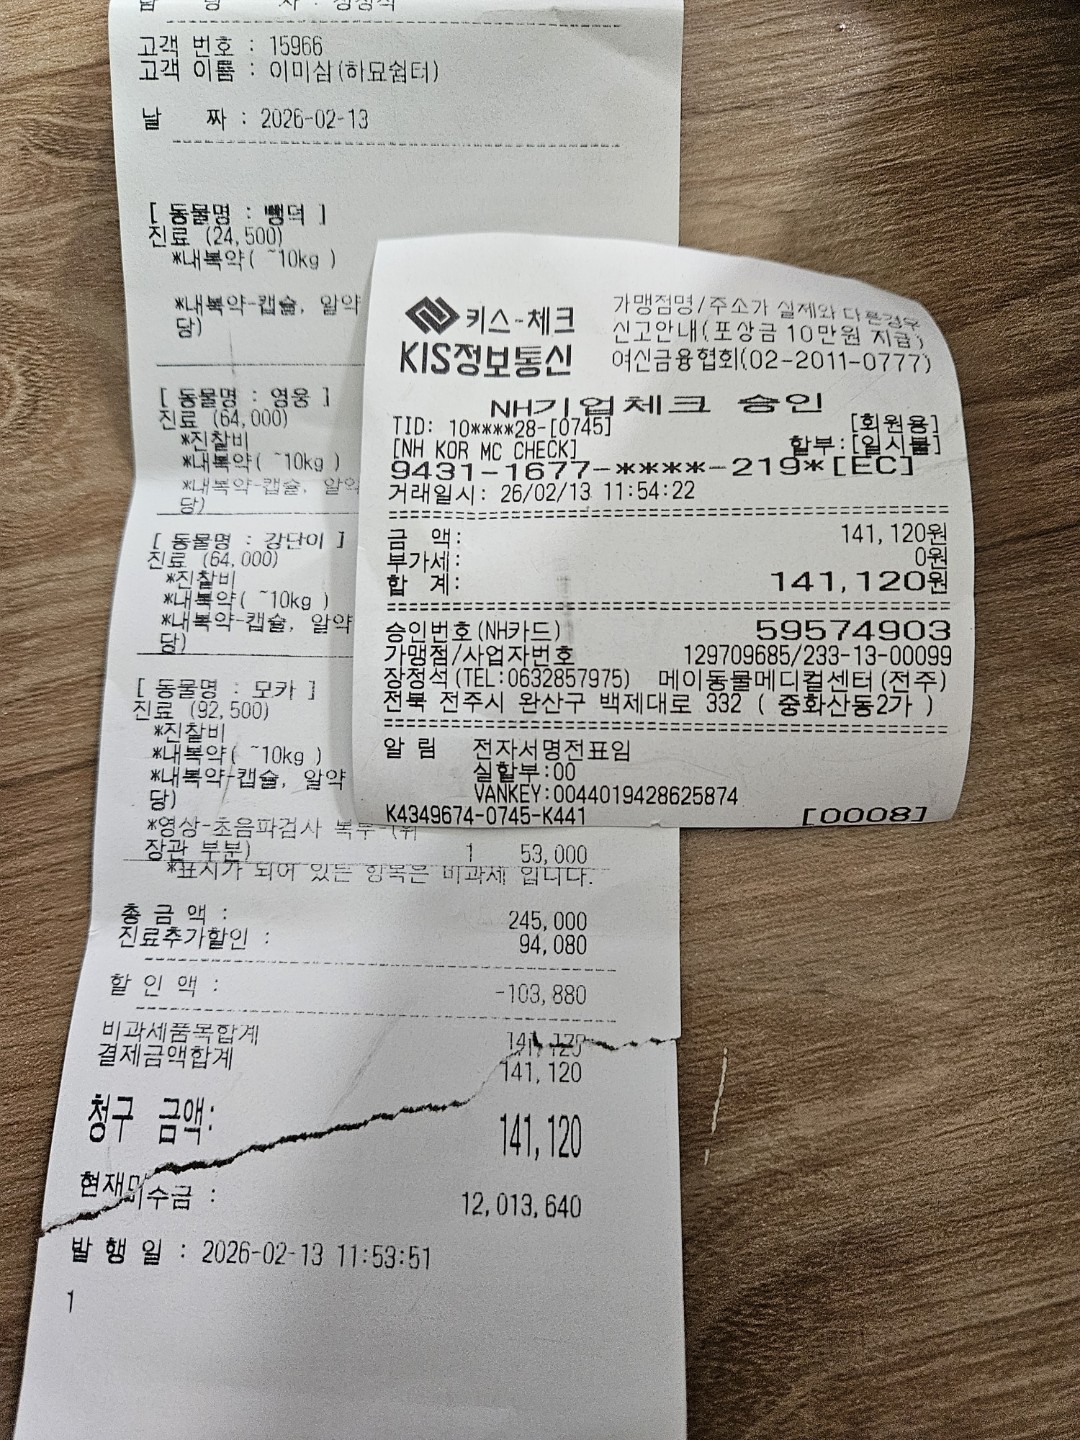 고객 번호 : 15966
고객 이름 : 이미삼(하묘쉼터)
날 짜 : 2026-02-13
[ 동물명 : 뺑덕 ]
진료 (24,500)
*내복약( ~10kg )
*내복약-캡슐, 알약
당)
[ 동물명 : 영웅 ]
진료 (64,000)
*진찰비
*내복약( ~10kg )
*내복약-캡슐, 알약
당)
[ 동물명 : 강단이 ]
진료 (64,000)
*진찰비
*내복약( ~10kg )
*내복약-캡슐, 알약
당)
[ 동물명 : 모카 ]
진료 (92,500)
*진찰비
*내복약( ~10kg )
*내복약-캡슐, 알약
당)
*영상-초음파검사 복부-(위
장관 부분) 1 53,000
*표시가 되어 있는 항목은 비과세 입니다.
총 금 액 : 245,000
진료추가할인 : 94,080
할 인 액 : -103,880
비과세품목합계 141,120
결제금액합계 141,120
청구 금액: 141,120
현재미수금 : 12,013,640
발 행 일 : 2026-02-13 11:53:51
1
키스-체크
KIS정보통신
가맹점명/주소가 실제와 다른경우
신고안내(포상금 10만원 지급)
여신금융협회(02-2011-0777)
NH기업체크 승인
TID: 10****28-[0745] [회원용]
[NH KOR MC CHECK] 할부:[일시불]
9431-1677-****-219*[EC]
거래일시: 26/02/13 11:54:22
금 액: 141,120원
부가세: 0원
합 계: 141,120원
승인번호(NH카드) 59574903
가맹점/사업자번호 129709685/233-13-00099
장정석(TEL:0632857975) 메이동물메디컬센터(전주)
전북 전주시 완산구 백제대로 332 ( 중화산동2가 )
알 림 전자서명전표임
실할부:00
VANKEY:0044019428625874
K4349674-0745-K441 [0008]